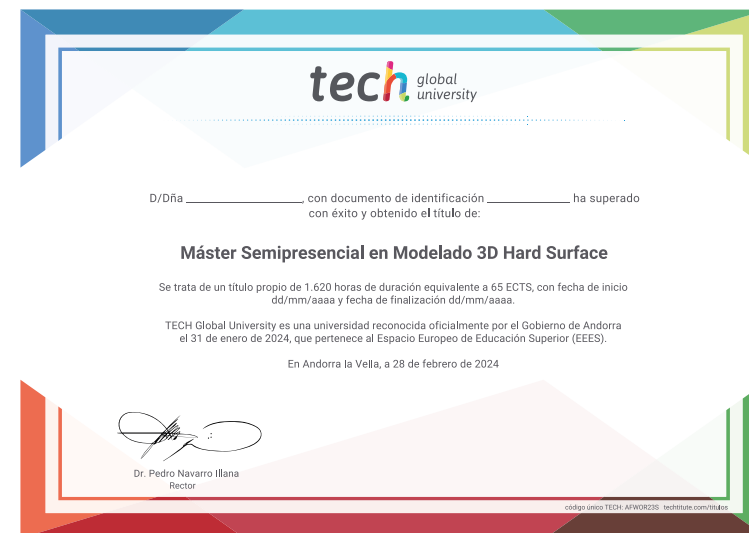 tech global university
D/Dña ____________________, con documento de identificación ______________ ha superado
con éxito y obtenido el título de:
Máster Semipresencial en Modelado 3D Hard Surface
Se trata de un título propio de 1.620 horas de duración equivalente a 65 ECTS, con fecha de inicio
dd/mm/aaaa y fecha de finalización dd/mm/aaaa.
TECH Global University es una universidad reconocida oficialmente por el Gobierno de Andorra
el 31 de enero de 2024, que pertenece al Espacio Europeo de Educación Superior (EEES).
En Andorra la Vella, a 28 de febrero de 2024
Dr. Pedro Navarro Illana
Rector
código único TECH: AFWOR23S techtitute.com/titulos